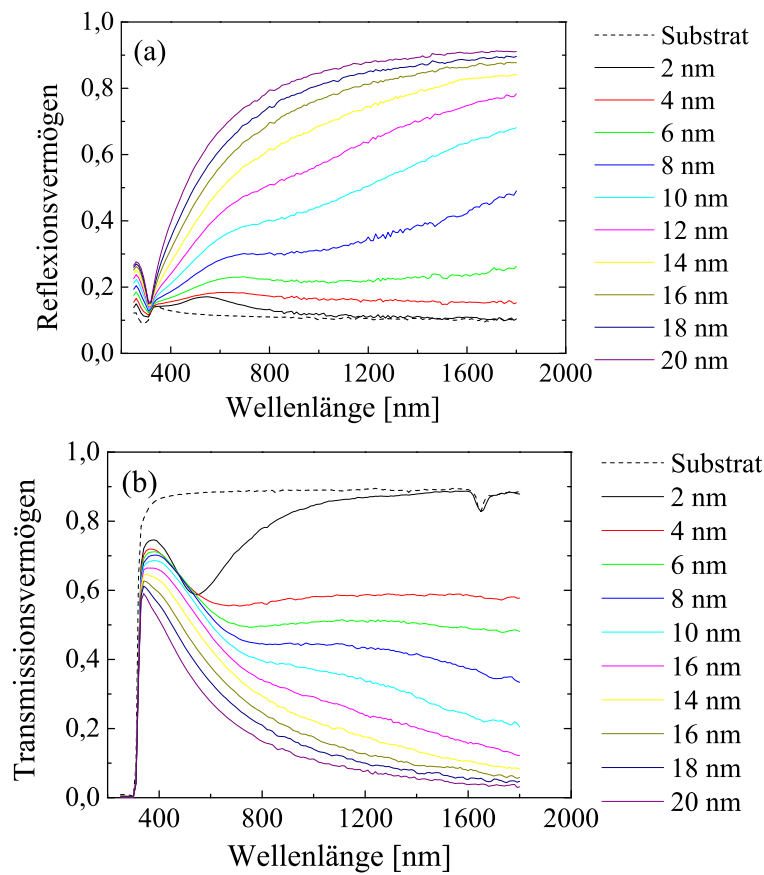 (a)
Reflexionsvermögen
1,0
0,8
0,6
0,4
0,2
0,0
400 800 1200 1600 2000
Wellenlänge [nm]
Substrat
2 nm
4 nm
6 nm
8 nm
10 nm
12 nm
14 nm
16 nm
18 nm
20 nm
(b)
Transmissionsvermögen
1,0
0,8
0,6
0,4
0,2
0,0
400 800 1200 1600 2000
Wellenlänge [nm]
Substrat
2 nm
4 nm
6 nm
8 nm
10 nm
16 nm
14 nm
16 nm
18 nm
20 nm